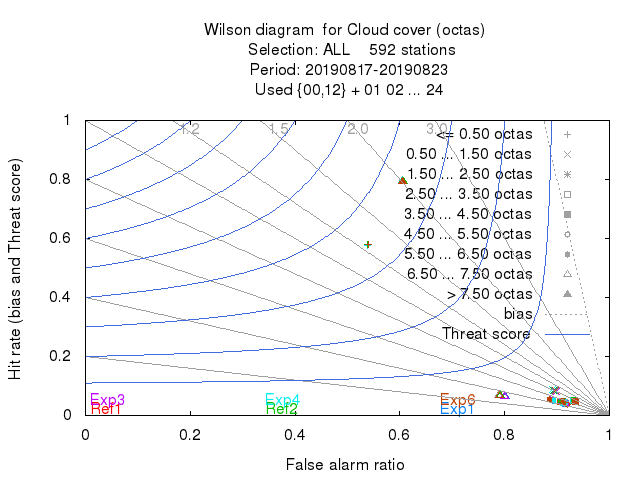 Wilson diagram for Cloud cover (octas)
Selection: ALL 592 stations
Period: 20190817-20190823
Used {00,12} + 01 02 ... 24
Hit rate (bias and Threat score)
1
0.8
0.6
0.4
0.2
0
1.2 1.5 2.0 3.0
<= 0.50 octas
0.50 ... 1.50 octas
1.50 ... 2.50 octas
2.50 ... 3.50 octas
3.50 ... 4.50 octas
4.50 ... 5.50 octas
5.50 ... 6.50 octas
6.50 ... 7.50 octas
> 7.50 octas
bias
Threat score
Exp3 Exp4 Exp6
Ref1 Ref2 Exp1
0 0.2 0.4 0.6 0.8 1
False alarm ratio